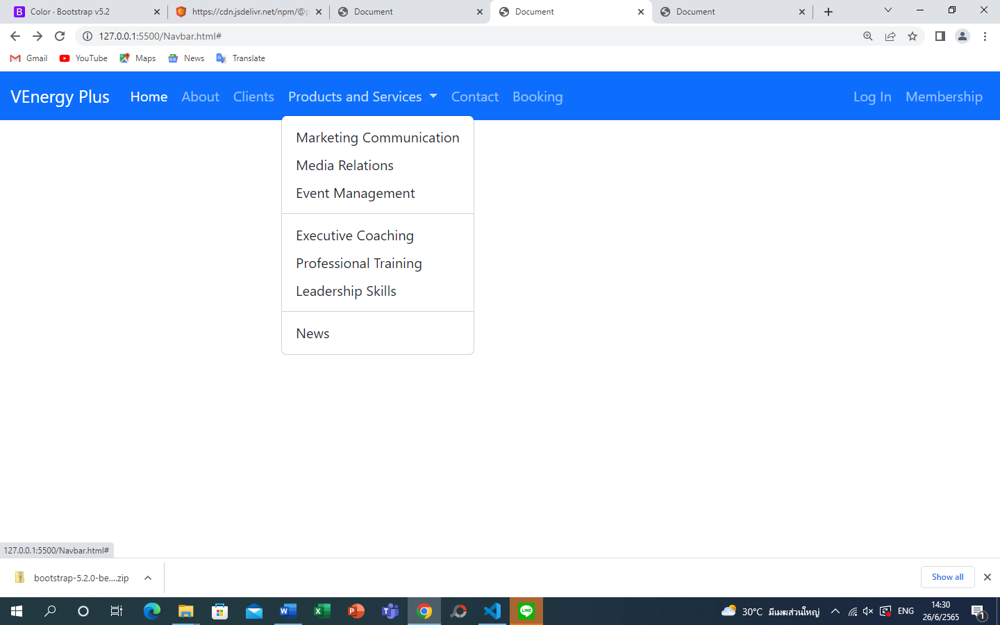 Color · Bootstrap v5.2
https://cdn.jsdelivr.net/npm/@p
Document
Document
Document
127.0.0.1:5500/Navbar.html#
Gmail
YouTube
Maps
News
Translate
VEnergy Plus
Home
About
Clients
Products and Services
Contact
Booking
Log In
Membership
Marketing Communication
Media Relations
Event Management
Executive Coaching
Professional Training
Leadership Skills
News
127.0.0.1:5500/Navbar.html#
bootstrap-5.2.0-be....zip
Show all
30°C มีเมฆส่วนใหญ่
ENG
14:30
26/6/2565
1